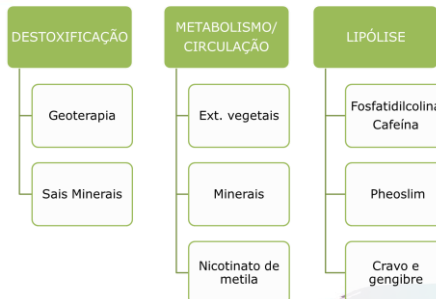 DESTOXIFICAÇÃO
Geoterapia
Sais Minerais
METABOLISMO/
CIRCULAÇÃO
Ext. vegetais
Minerais
Nicotinato de
metila
LIPÓLISE
Fosfatidilcolina
Cafeína
Pheoslim
Cravo e
gengibre